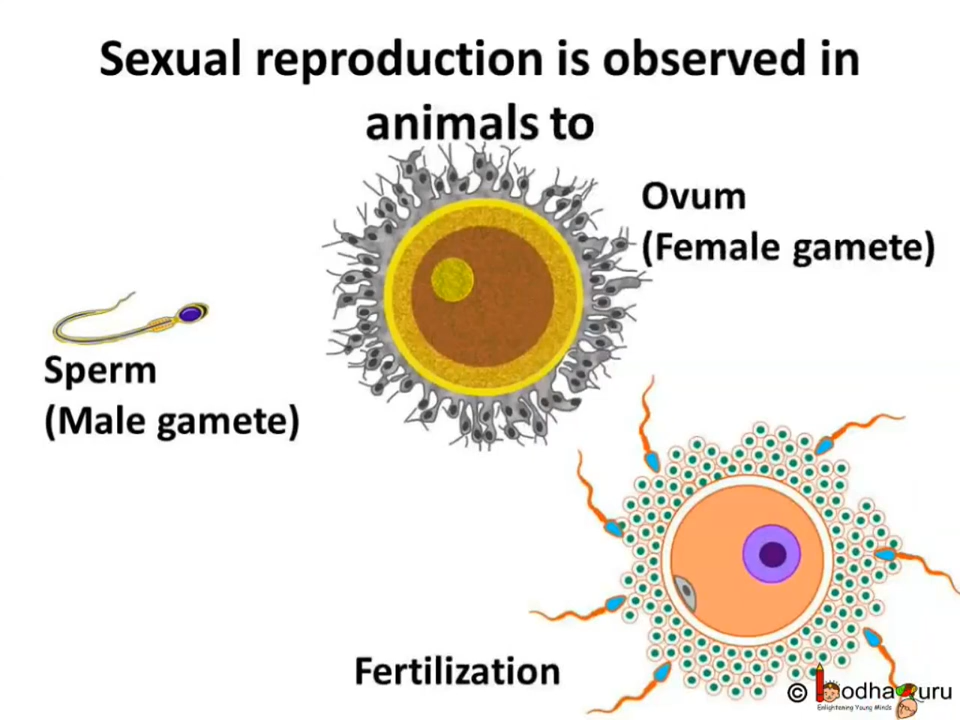 Sexual reproduction is observed in
animals to
Ovum
(Female gamete)
Sperm
(Male gamete)
Fertilization
© BodhaGuru
Enlightening Young Minds